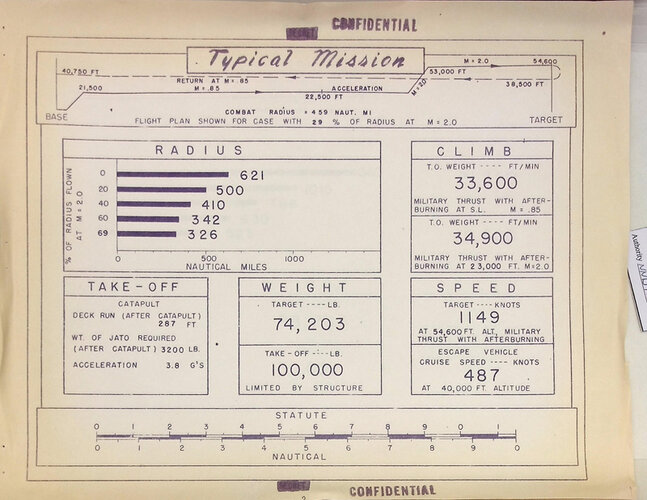 SECRET CONFIDENTIAL
Typical Mission
M = 2.0 54,600
40,750 FT 53,000 FT
RETURN AT M= .85 38,500 FT
21,500 M = .85 ACCELERATION
22,500 FT
COMBAT RADIUS = 459 NAUT. MI
BASE FLIGHT PLAN SHOWN FOR CASE WITH 29 % OF RADIUS AT M = 2.0 TARGET
RADIUS
% OF RADIUS FLOWN
AT M = 2.0
0 621
20 500
40 410
60 342
69 326
0 500 1000
NAUTICAL MILES
CLIMB
T.O. WEIGHT ---- FT/MIN
33,600
MILITARY THRUST WITH AFTER-
BURNING AT S.L. M = .85
T.O. WEIGHT ---- FT/MIN
34,900
MILITARY THRUST WITH AFTER-
BURNING AT 23,000 FT. M=2.0
TAKE-OFF
CATAPULT
DECK RUN (AFTER CATAPULT)
287 FT
WT. OF JATO REQUIRED
(AFTER CATAPULT) 3200 LB.
ACCELERATION 3.8 G'S
WEIGHT
TARGET ---- LB.
74,203
TAKE-OFF ---- LB.
100,000
LIMITED BY STRUCTURE
SPEED
TARGET ---- KNOTS
1149
AT 54,600 FT. ALT, MILITARY
THRUST WITH AFTERBURNING
ESCAPE VEHICLE
CRUISE SPEED ---- KNOTS
487
AT 40,000 FT. ALTITUDE
STATUTE
0 1 2 3 4 5 6 7 8 9 0 1
0 1 2 3 4 5 6 7 8 9 0
NAUTICAL
SECRET CONFIDENTIAL
Authority